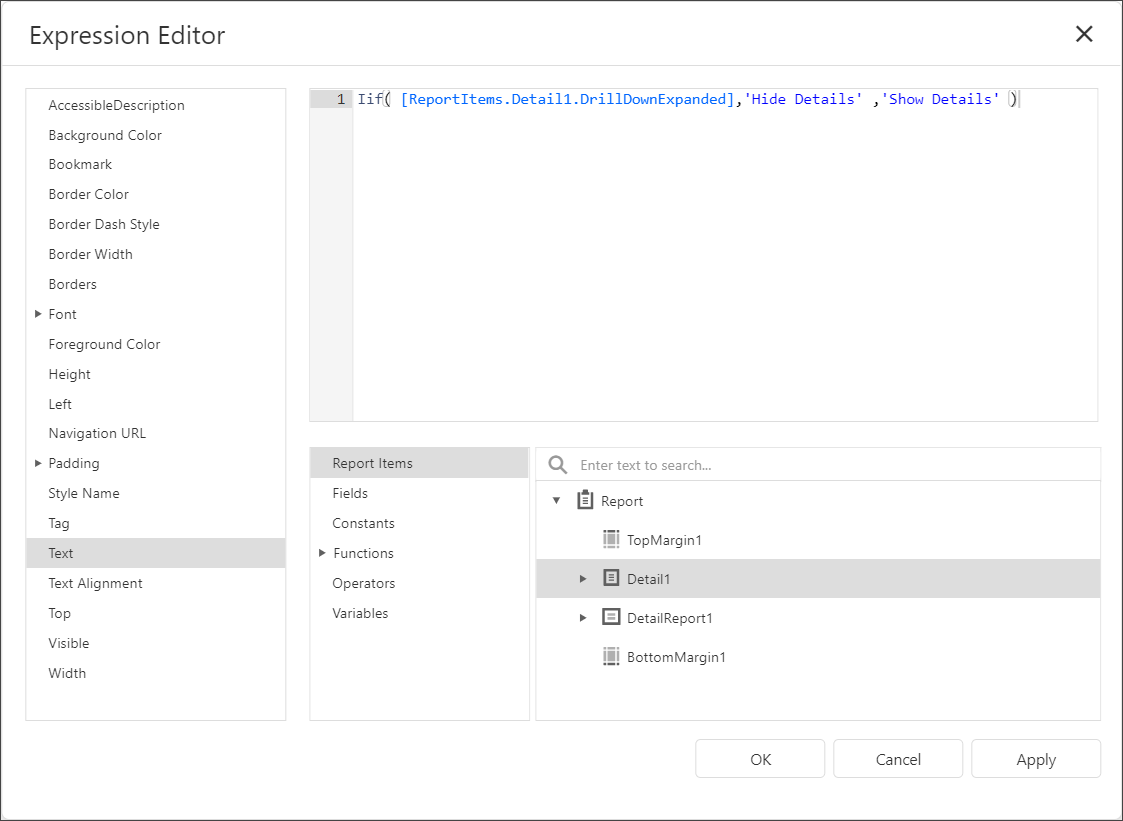 Expression Editor
AccessibleDescription
Background Color
Bookmark
Border Color
Border Dash Style
Border Width
Borders
Font
Foreground Color
Height
Left
Navigation URL
Padding
Style Name
Tag
Text
Text Alignment
Top
Visible
Width
1 Iif( [ReportItems.Detail1.DrillDownExpanded],'Hide Details' ,'Show Details' )
Report Items
Fields
Constants
Functions
Operators
Variables
Enter text to search...
Report
TopMargin1
Detail1
DetailReport1
BottomMargin1
OK
Cancel
Apply